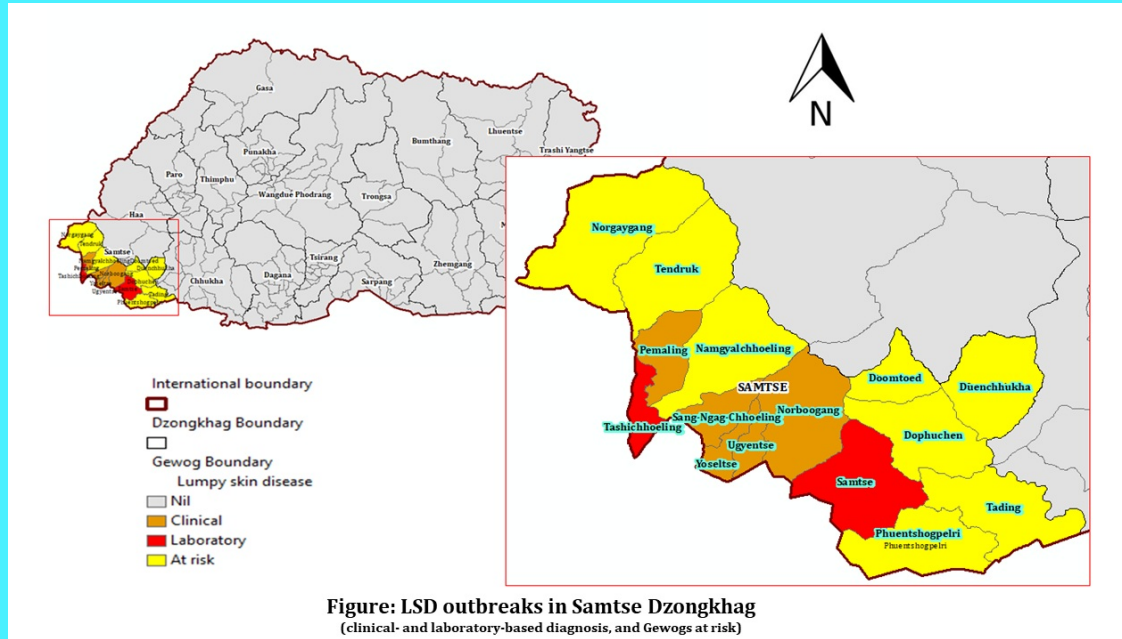 Gasa
Lhuentse
Bumthang
Trashi Yangtse
Punakha
Paro
Thimphu
Wangdue Phodrang
Trongsa
Haa
Norgaygang
Tendruk
Samtse
Tsirang
Zhemgang
Chhukha
Dagana
Sarpang
N
Norgaygang
Tendruk
Pemaling
Namgyalchhoeling
Doomtoed
Duenchhukha
SAMTSE
Sang-Ngag-Chhoeling
Norboogang
Tashichhoeling
Ugyentse
Dophuchen
Yoseltse
Samtse
Tading
Phuentshogpelri
Phuentshogpelri
International boundary
Dzongkhag Boundary
Gewog Boundary
Lumpy skin disease
Nil
Clinical
Laboratory
At risk
Figure: LSD outbreaks in Samtse Dzongkhag
(clinical- and laboratory-based diagnosis, and Gewogs at risk)